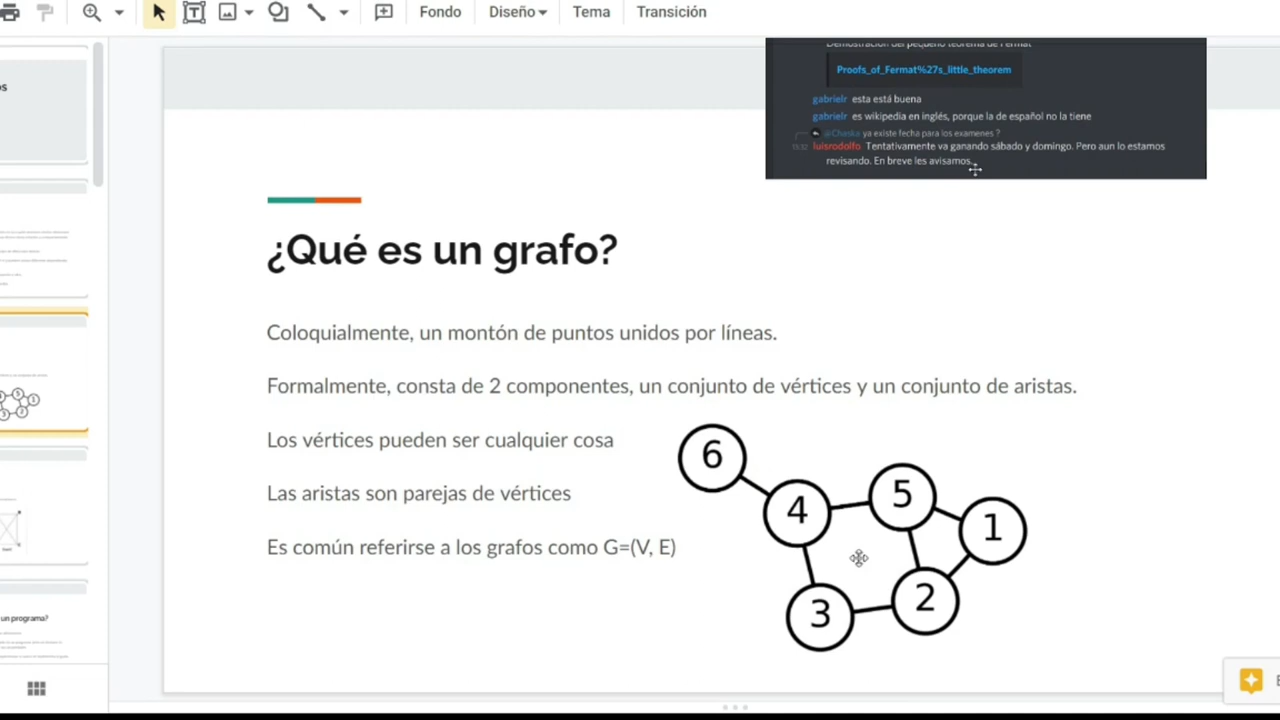 Fondo Diseño Tema Transición
Demostración del pequeño teorema de Fermat
Proofs_of_Fermat%27s_little_theorem
gabrielr esta está buena
gabrielr es wikipedia en inglés, porque la de español no la tiene
@Chaska ya existe fecha para los examenes ?
luisrodolfo Tentativamente va ganando sábado y domingo. Pero aun lo estamos
revisando. En breve les avisamos.
¿Qué es un grafo?
Coloquialmente, un montón de puntos unidos por líneas.
Formalmente, consta de 2 componentes, un conjunto de vértices y un conjunto de aristas.
Los vértices pueden ser cualquier cosa
Las aristas son parejas de vértices
Es común referirse a los grafos como G=(V, E)
6
4
5
1
3
2
os
un programa?